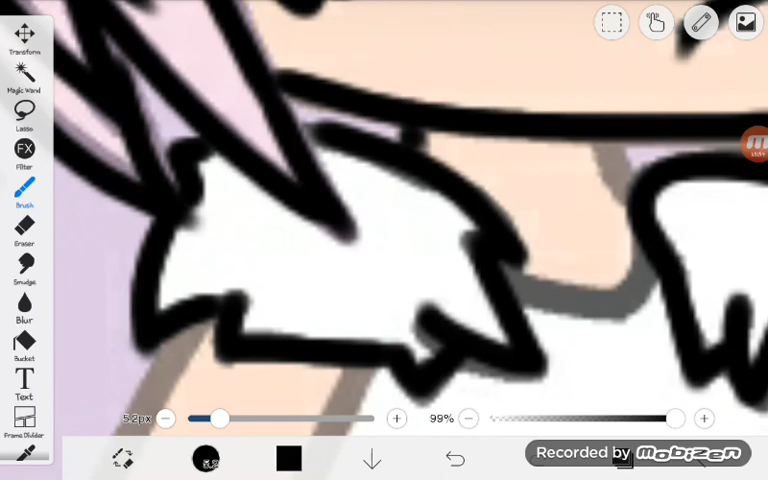 Transform
Magic Wand
Lasso
FX
Filter
Brush
Eraser
Smudge
Blur
Bucket
T
Text
Frame Divider
5.2px
99%
5.2
Recorded by mobizen